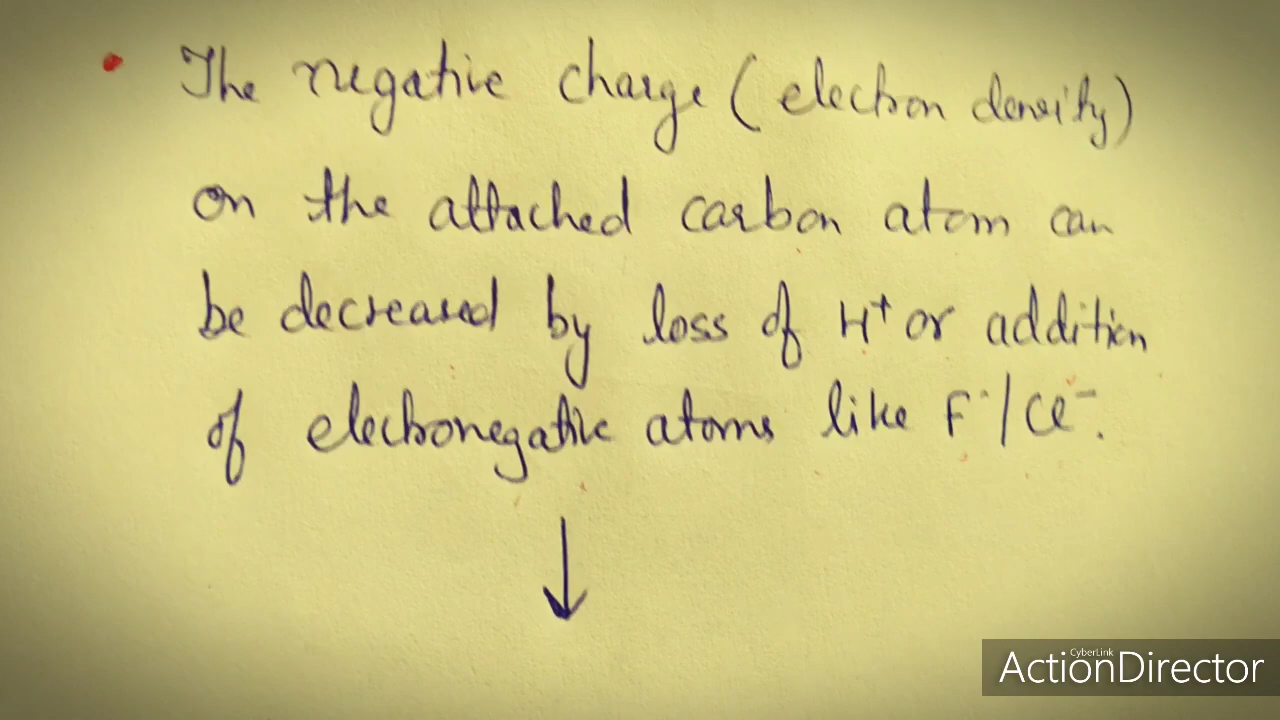 The negative charge (electron density)
on the attached carbon atom can
be decreased by loss of H⁺ or addition
of electronegative atoms like F⁻/Cl⁻.
CyberLink
ActionDirector